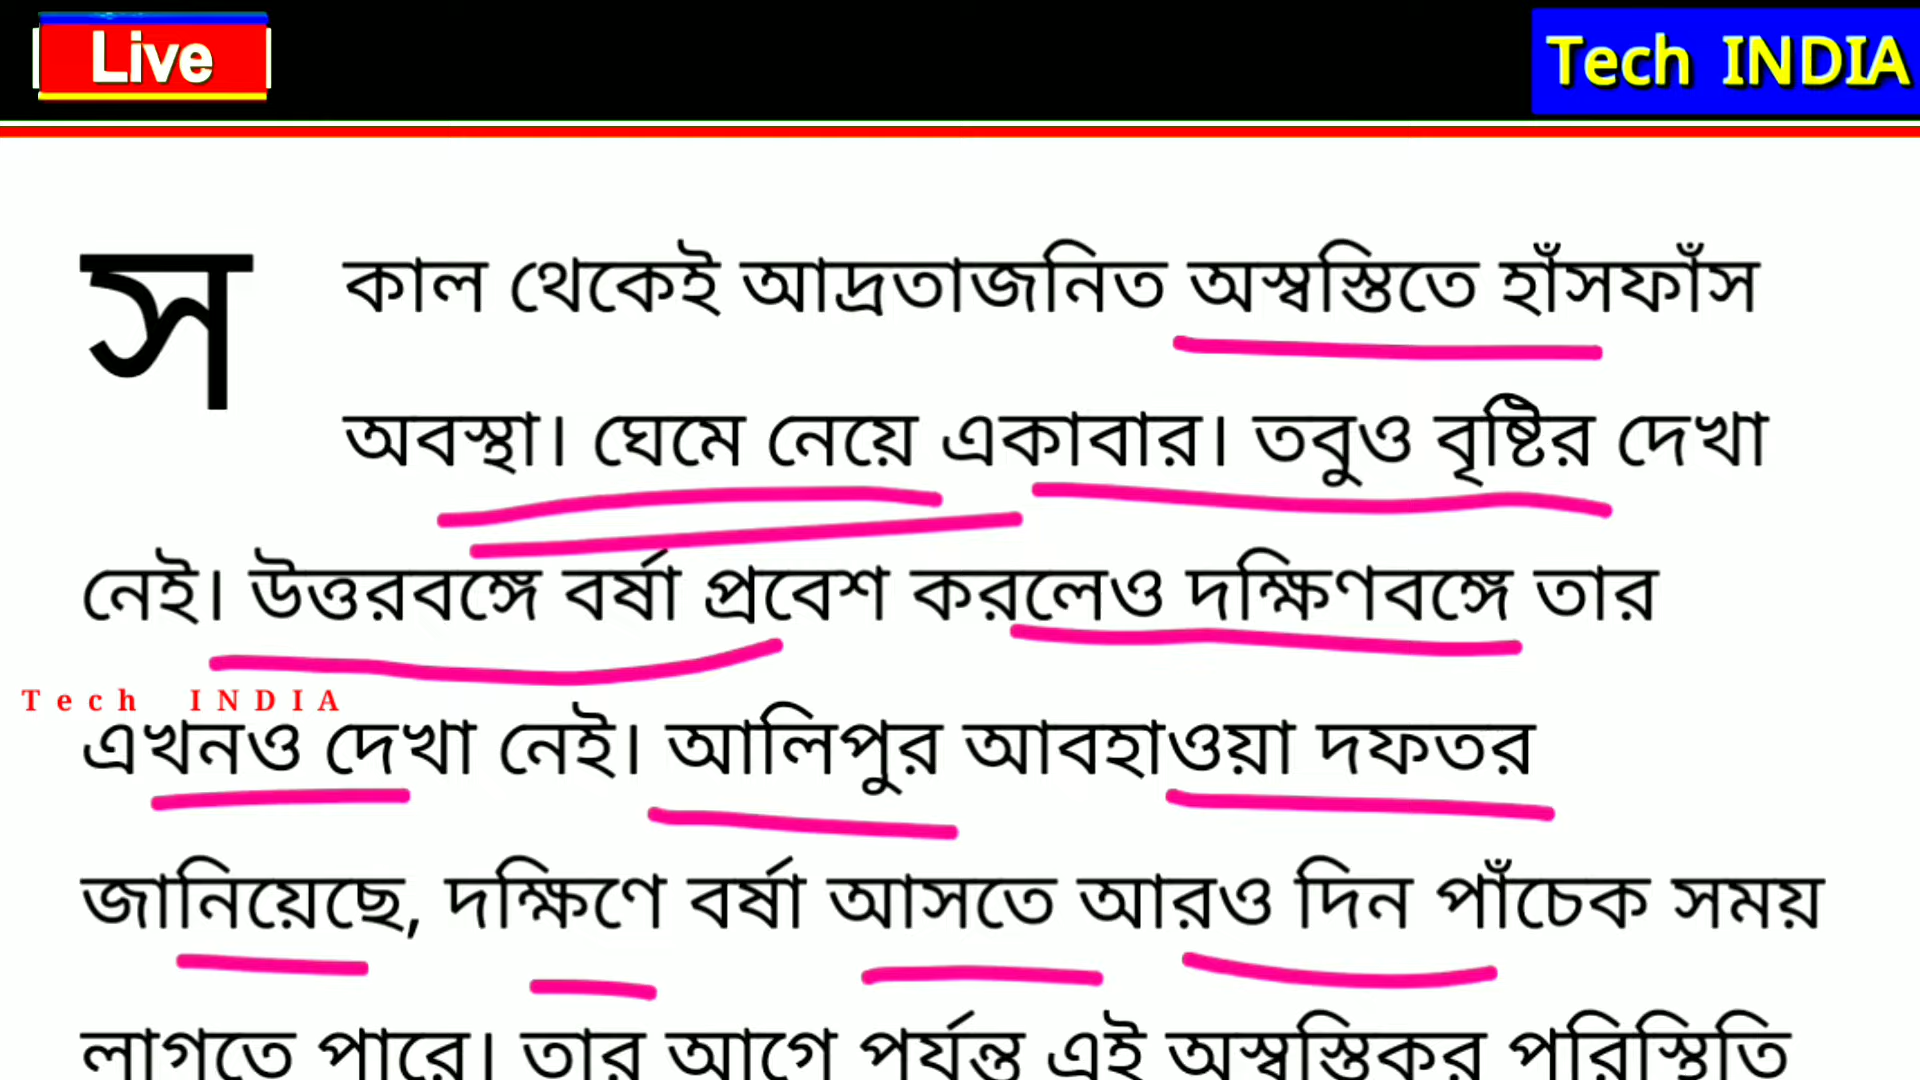 Live
Tech INDIA
সকাল থেকেই আদ্রতাজনিত অস্বস্তিতে হাঁসফাঁস
অবস্থা। ঘেমে নেয়ে একাবার। তবুও বৃষ্টির দেখা
নেই। উত্তরবঙ্গে বর্ষা প্রবেশ করলেও দক্ষিণবঙ্গে তার
Tech INDIA
এখনও দেখা নেই। আলিপুর আবহাওয়া দফতর
জানিয়েছে, দক্ষিণে বর্ষা আসতে আরও দিন পাঁচেক সময়
লাগতে পারে। তার আগে পর্যন্ত এই অস্বস্তিকর পরিস্থিতি